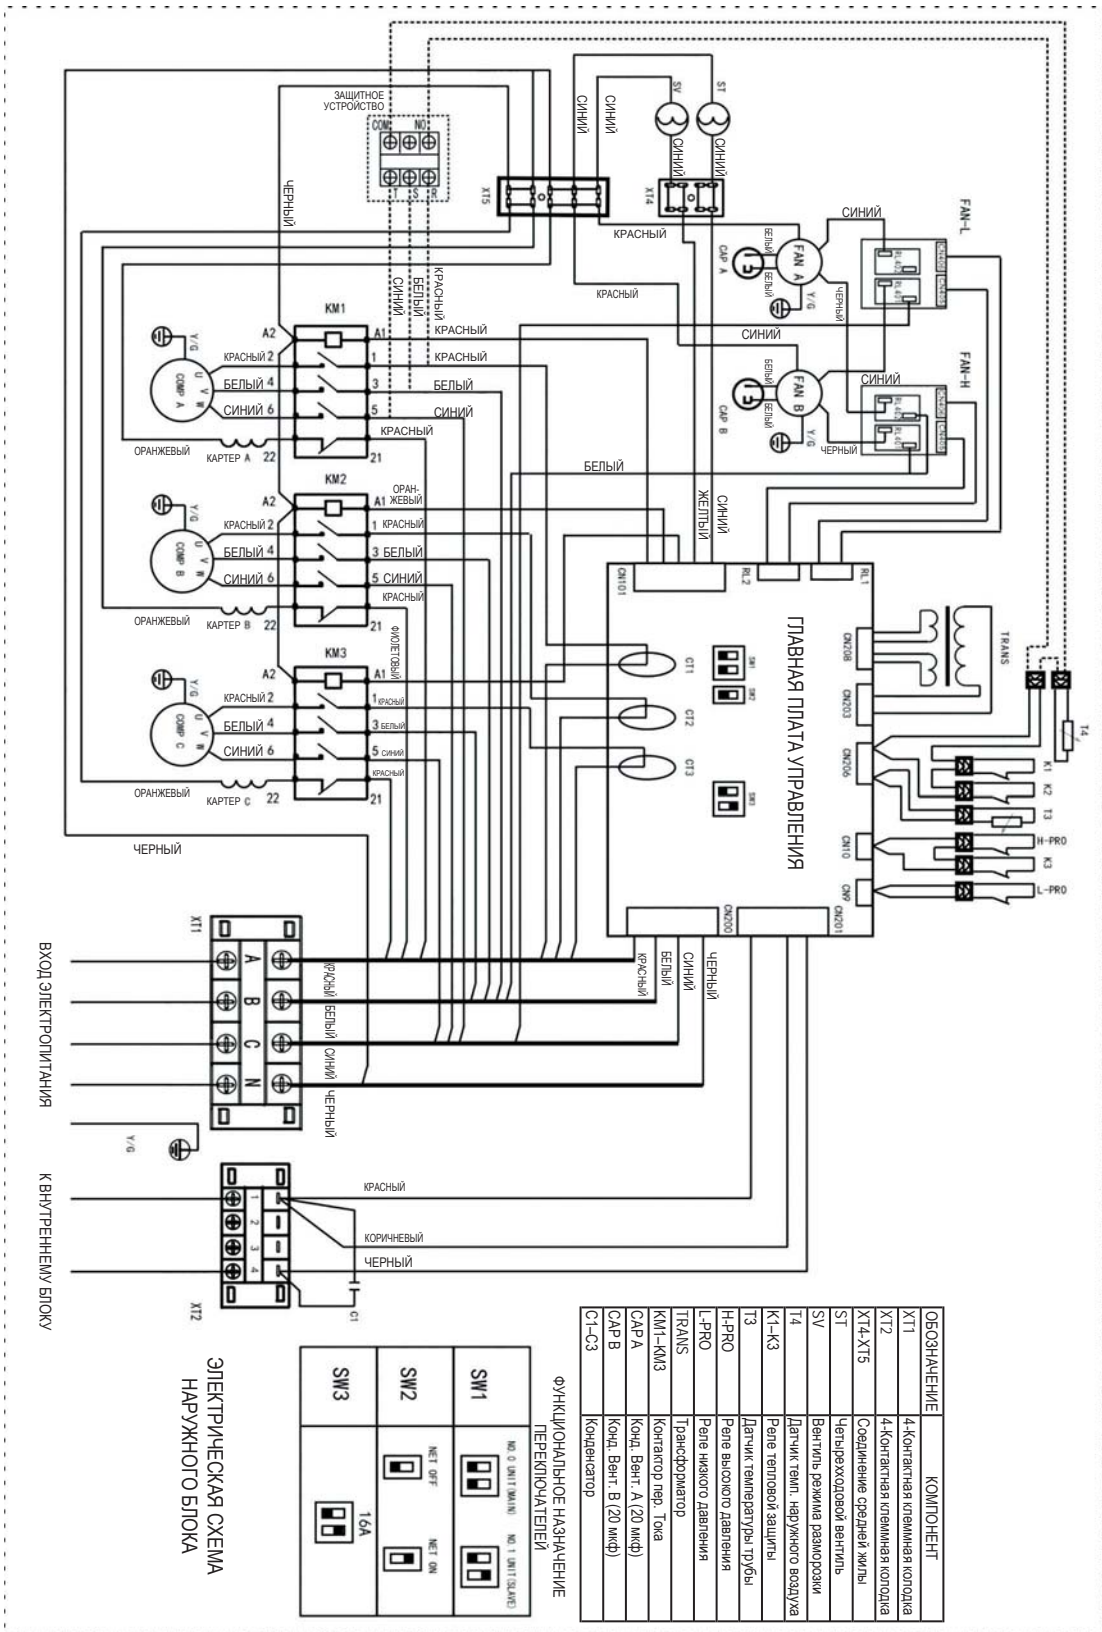 SV
ST
СИНИЙ
СИНИЙ
СИНИЙ
СИНИЙ
ЗАЩИТНОЕ
УСТРОЙСТВО
COM
NO
T
S
R
XT5
XT4
ЧЕРНЫЙ
КРАСНЫЙ
КРАСНЫЙ
CAP A
БЕЛЫЙ
БЕЛЫЙ
FAN A
Y/G
СИНИЙ
ЧЕРНЫЙ
FAN-L
RL402
RL401
СИНИЙ
БЕЛЫЙ
КРАСНЫЙ
СИНИЙ
CAP B
БЕЛЫЙ
БЕЛЫЙ
FAN B
Y/G
СИНИЙ
ЧЕРНЫЙ
FAN-H
RL402
RL401
KM1
A2
A1
КРАСНЫЙ
Y/G
COMP A
U
V
W
КРАСНЫЙ 2
1
КРАСНЫЙ
БЕЛЫЙ 4
3
БЕЛЫЙ
СИНИЙ 6
5
СИНИЙ
КРАСНЫЙ
ОРАНЖЕВЫЙ
КАРТЕР A
22
21
БЕЛЫЙ
KM2
A2
A1
ОРАН-
ЖЕВЫЙ
Y/G
COMP B
U
V
W
КРАСНЫЙ 2
1 КРАСНЫЙ
БЕЛЫЙ 4
3 БЕЛЫЙ
СИНИЙ 6
5 СИНИЙ
КРАСНЫЙ
ОРАНЖЕВЫЙ
КАРТЕР B
22
21
ЖЕЛТЫЙ
СИНИЙ
KM3
A2
A1
ФИОЛЕТОВЫЙ
Y/G
COMP C
U
V
W
КРАСНЫЙ 2
1 КРАСНЫЙ
БЕЛЫЙ 4
3 БЕЛЫЙ
СИНИЙ 6
5 СИНИЙ
КРАСНЫЙ
ОРАНЖЕВЫЙ
КАРТЕР C
22
21
ЧЕРНЫЙ
CN101
RL2
RL1
CT1
CT2
CT3
SW1
SW2
SW3
ГЛАВНАЯ ПЛАТА УПРАВЛЕНИЯ
CN208
CN203
CN206
CN10
CN9
CN200
CN201
TRANS
T4
K1
K2
T3
H-PRO
K3
L-PRO
КРАСНЫЙ
БЕЛЫЙ
СИНИЙ
ЧЕРНЫЙ
XT1
A
B
C
N
КРАСНЫЙ
БЕЛЫЙ
СИНИЙ
ЧЕРНЫЙ
ВХОД ЭЛЕКТРОПИТАНИЯ
Y/G
К ВНУТРЕННЕМУ БЛОКУ
1
2
3
4
XT2
КРАСНЫЙ
КОРИЧНЕВЫЙ
ЧЕРНЫЙ
C1
ОБОЗНАЧЕНИЕ КОМПОНЕНТ
XT1 4-Контактная клеммная колодка
XT2 4-Контактная клеммная колодка
XT4-XT5 Соединение средней жилы
ST Четырехходовой вентиль
SV Вентиль режима разморозки
T4 Датчик темп. наружного воздуха
K1–K3 Реле тепловой защиты
T3 Датчик температуры трубы
H-PRO Реле высокого давления
L-PRO Реле низкого давления
TRANS Трансформатор
KM1–KM3 Контактор пер. Тока
CAP A Конд. Вент. A (20 мкф)
CAP B Конд. Вент. B (20 мкф)
C1–C3 Конденсатор
ФУНКЦИОНАЛЬНОЕ НАЗНАЧЕНИЕ
ПЕРЕКЛЮЧАТЕЛЕЙ
SW1
NO.0 UNIT(MAIN)
NO.1 UNIT(SLAVE)
SW2
NET OFF
NET ON
SW3
16A
ЭЛЕКТРИЧЕСКАЯ СХЕМА
НАРУЖНОГО БЛОКА